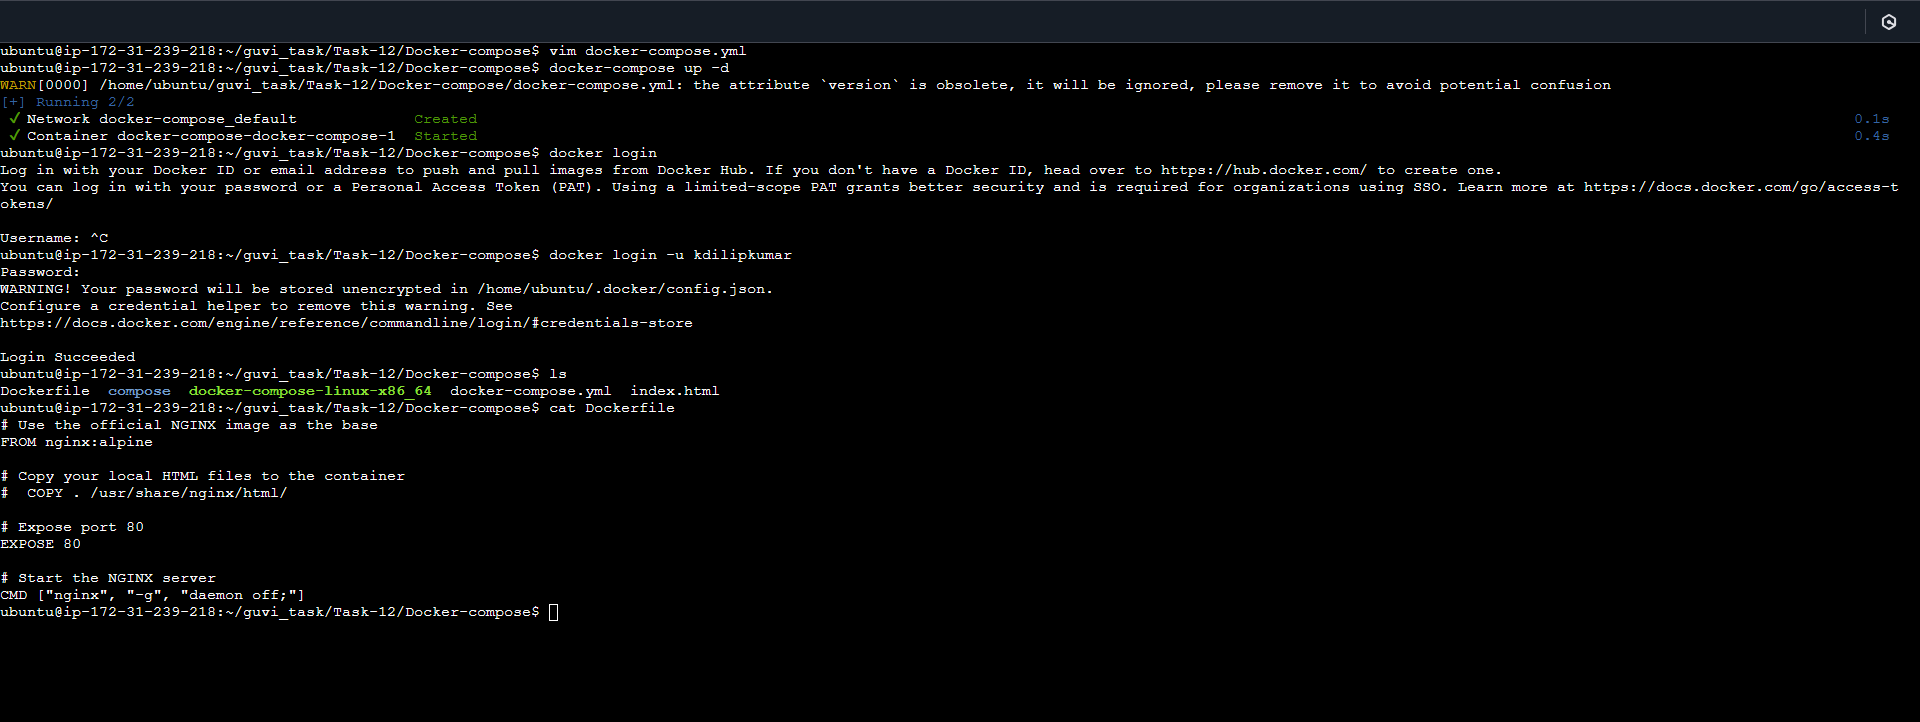 ubuntu@ip-172-31-239-218:~/guvi_task/Task-12/Docker-compose$ vim docker-compose.yml
ubuntu@ip-172-31-239-218:~/guvi_task/Task-12/Docker-compose$ docker-compose up -d
WARN[0000] /home/ubuntu/guvi_task/Task-12/Docker-compose/docker-compose.yml: the attribute `version` is obsolete, it will be ignored, please remove it to avoid potential confusion
[+] Running 2/2
✓ Network docker-compose_default Created 0.1s
✓ Container docker-compose-docker-compose-1 Started 0.4s
ubuntu@ip-172-31-239-218:~/guvi_task/Task-12/Docker-compose$ docker login
Log in with your Docker ID or email address to push and pull images from Docker Hub. If you don't have a Docker ID, head over to https://hub.docker.com/ to create one.
You can log in with your password or a Personal Access Token (PAT). Using a limited-scope PAT grants better security and is required for organizations using SSO. Learn more at https://docs.docker.com/go/access-t
okens/
Username: ^C
ubuntu@ip-172-31-239-218:~/guvi_task/Task-12/Docker-compose$ docker login -u kdilipkumar
Password:
WARNING! Your password will be stored unencrypted in /home/ubuntu/.docker/config.json.
Configure a credential helper to remove this warning. See
https://docs.docker.com/engine/reference/commandline/login/#credentials-store
Login Succeeded
ubuntu@ip-172-31-239-218:~/guvi_task/Task-12/Docker-compose$ ls
Dockerfile compose docker-compose-linux-x86_64 docker-compose.yml index.html
ubuntu@ip-172-31-239-218:~/guvi_task/Task-12/Docker-compose$ cat Dockerfile
# Use the official NGINX image as the base
FROM nginx:alpine
# Copy your local HTML files to the container
#  COPY . /usr/share/nginx/html/
# Expose port 80
EXPOSE 80
# Start the NGINX server
CMD ["nginx", "-g", "daemon off;"]
ubuntu@ip-172-31-239-218:~/guvi_task/Task-12/Docker-compose$